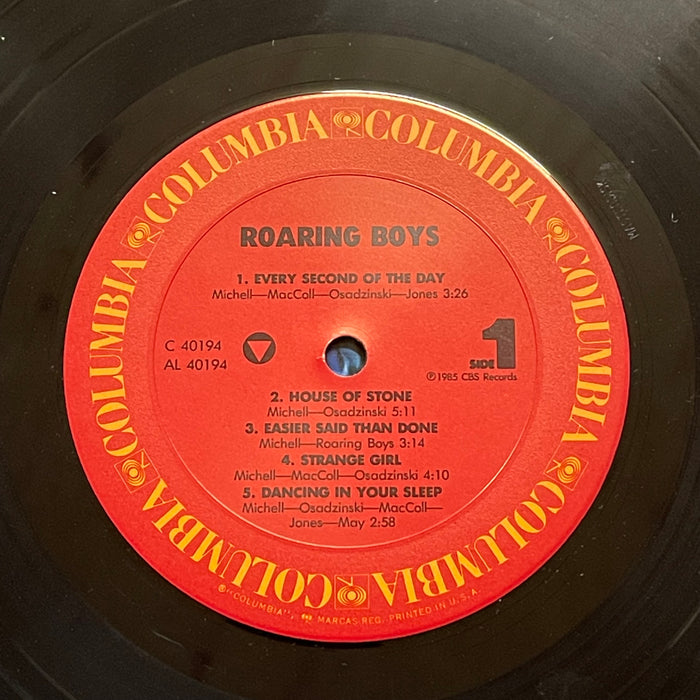 COLUMBIA COLUMBIA COLUMBIA COLUMBIA COLUMBIA COLUMBIA
ROARING BOYS
1. EVERY SECOND OF THE DAY
Michell—MacColl—Osadzinski—Jones 3:26
C 40194
AL 40194
SIDE 1
℗1985 CBS Records
2. HOUSE OF STONE
Michell—Osadzinski 5:11
3. EASIER SAID THAN DONE
Michell—Roaring Boys 3:14
4. STRANGE GIRL
Michell—MacColl—Osadzinski 4:10
5. DANCING IN YOUR SLEEP
Michell—Osadzinski—MacColl—
Jones—May 2:58
®"COLUMBIA", MARCAS REG. PRINTED IN U.S.A.